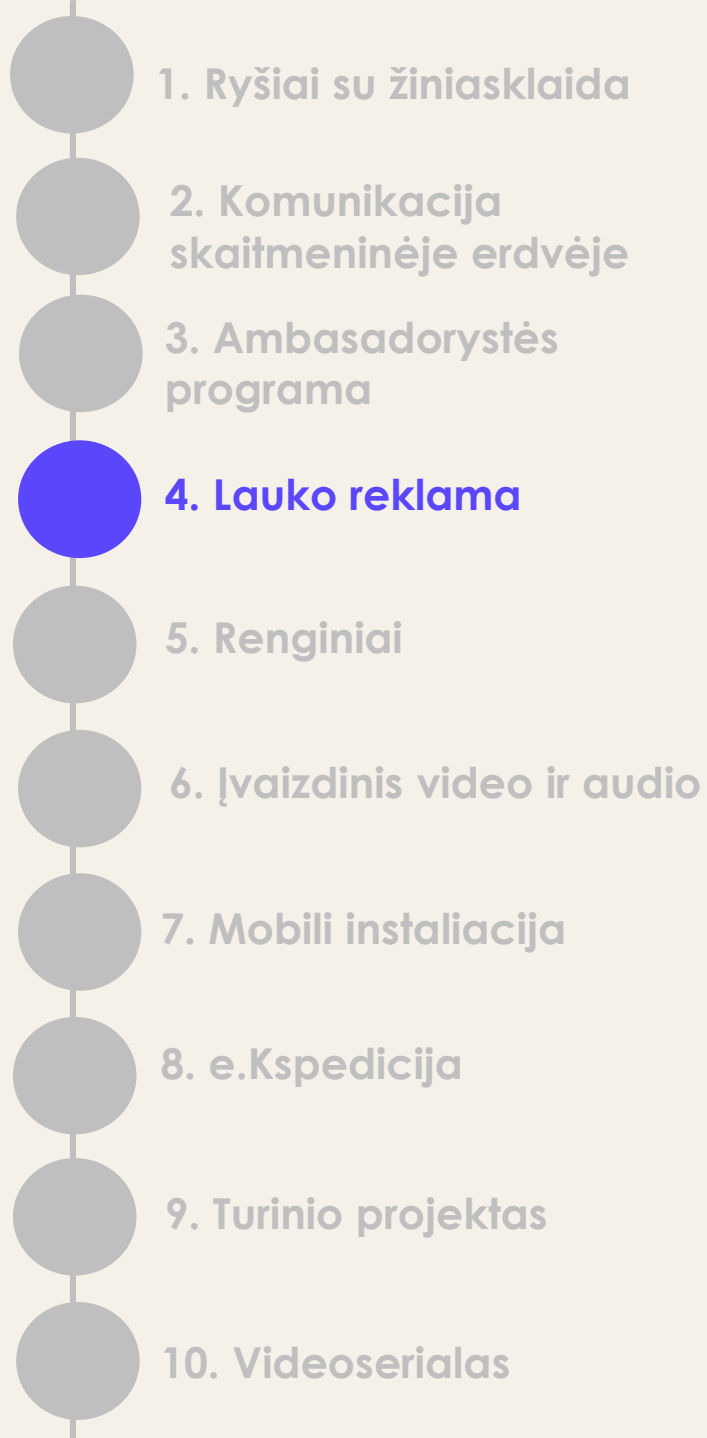 1. Ryšiai su žiniasklaida
2. Komunikacija
skaitmeninėje erdvėje
3. Ambasadorystės
programa
4. Lauko reklama
5. Renginiai
6. Įvaizdinis video ir audio
7. Mobili instaliacija
8. e.Kspedicija
9. Turinio projektas
10. Videoserialas